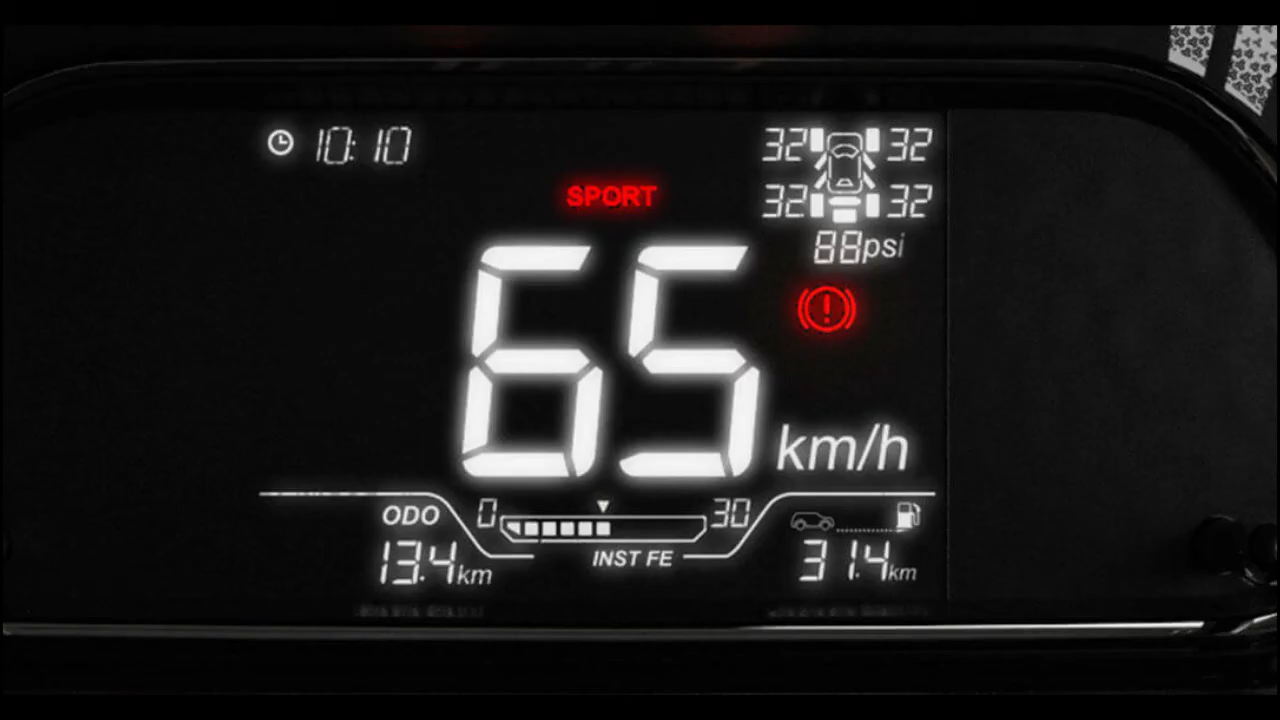 10:10
32 32
SPORT
32 32
88psi
65 km/h
ODO 0 30
INST FE
13.4km 31.4km